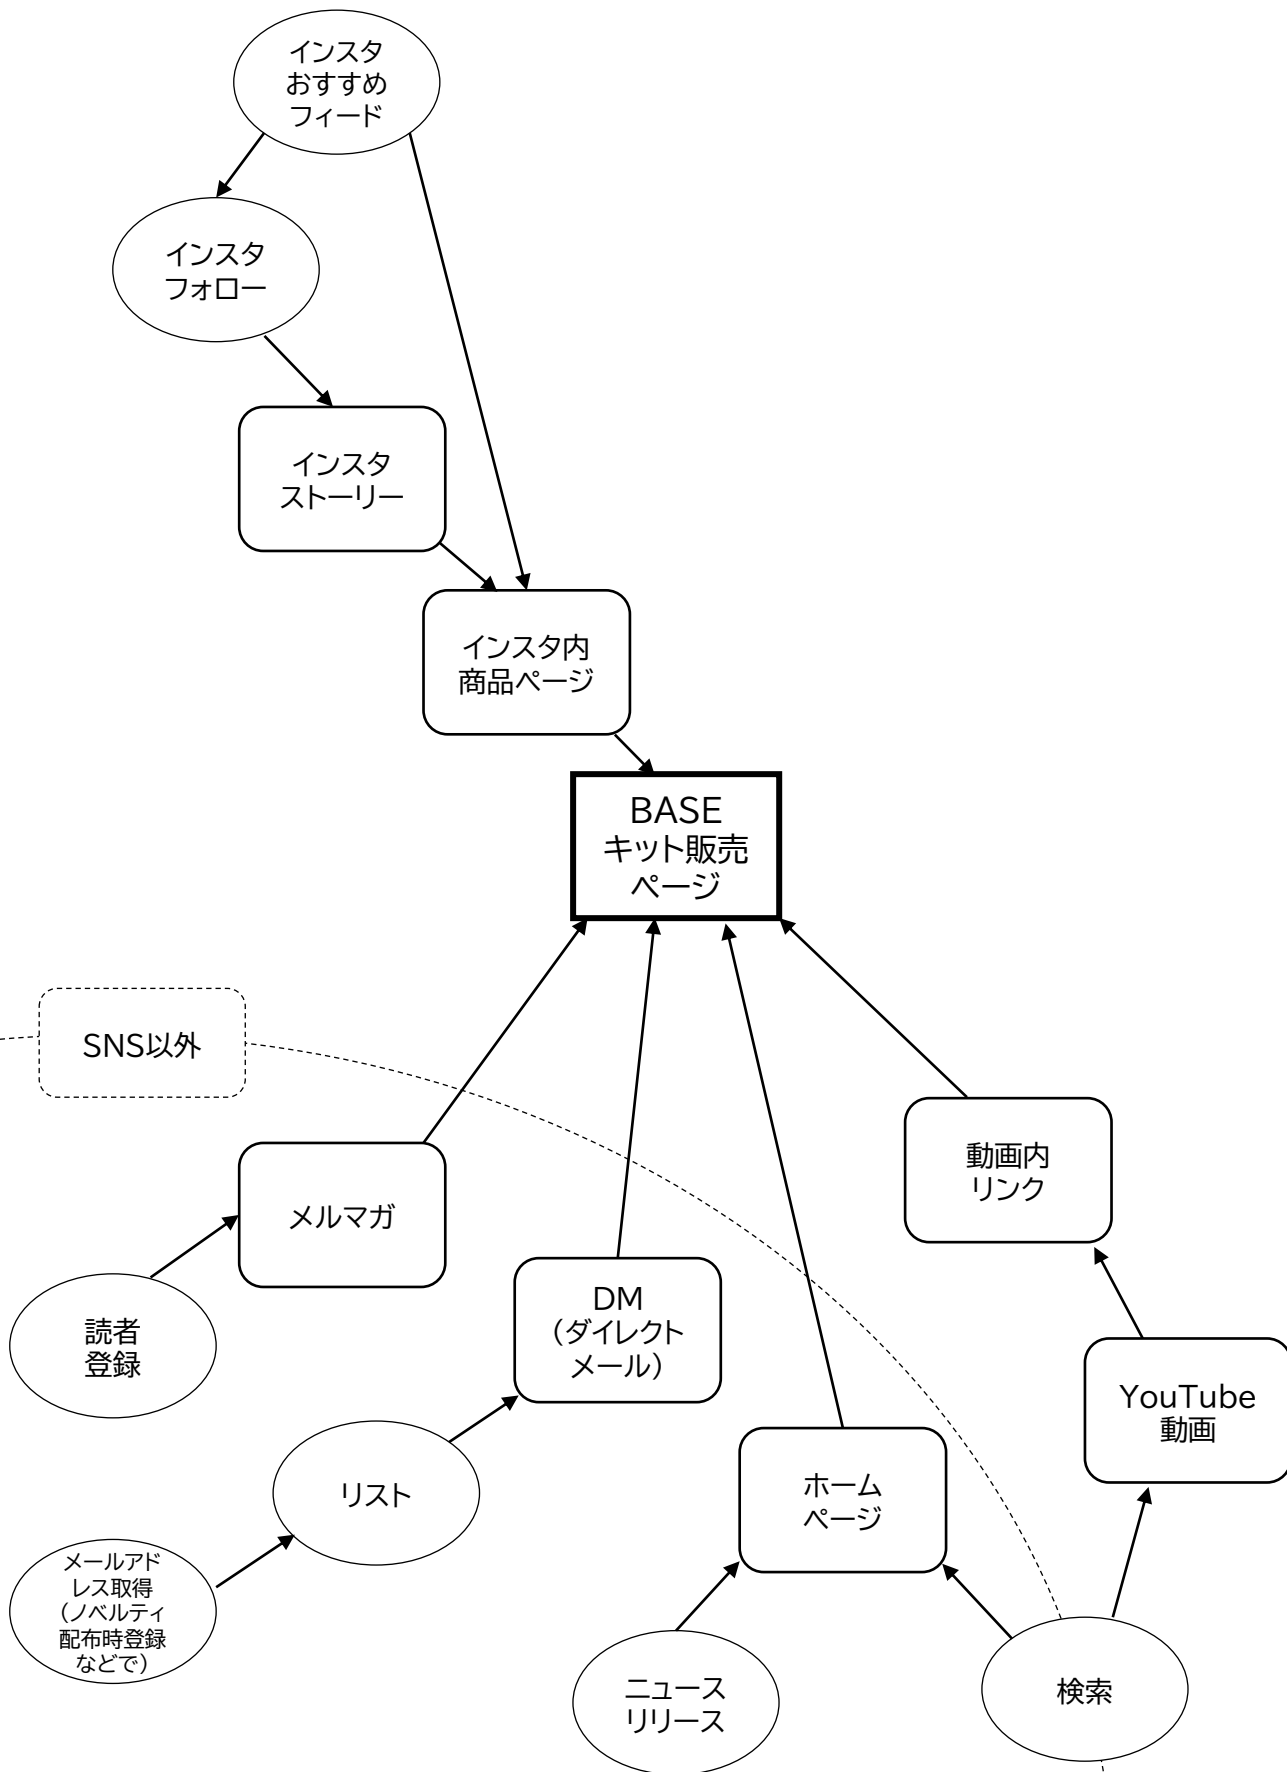 インスタ
おすすめ
フィード
インスタ
フォロー
インスタ
ストーリー
インスタ内
商品ページ
BASE
キット販売
ページ
SNS以外
動画内
リンク
メルマガ
DM
(ダイレクト
メール)
読者
登録
YouTube
動画
リスト
ホーム
ページ
メールアド
レス取得
(ノベルティ
配布時登録
などで)
ニュース
リリース
検索